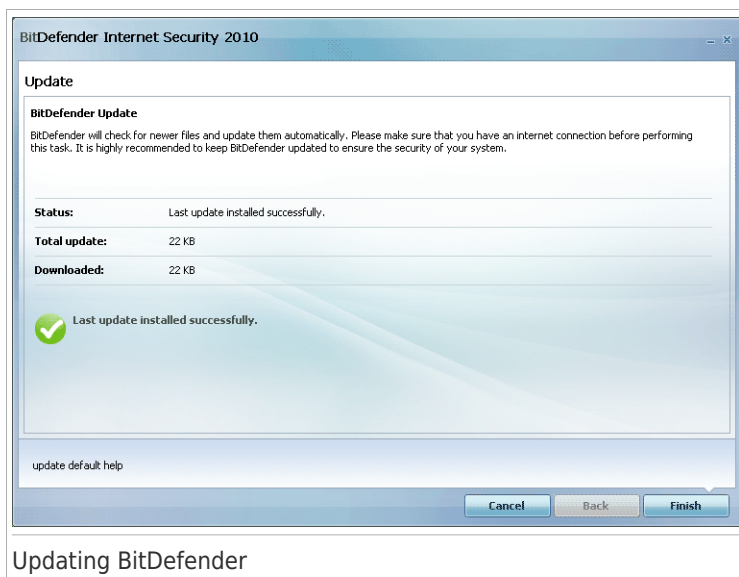 BitDefender Internet Security 2010
Update
BitDefender Update
BitDefender will check for newer files and update them automatically. Please make sure that you have an internet connection before performing
this task. It is highly recommended to keep BitDefender updated to ensure the security of your system.
Status: Last update installed successfully.
Total update: 22 KB
Downloaded: 22 KB
Last update installed successfully.
update default help
Cancel Back Finish
Updating BitDefender